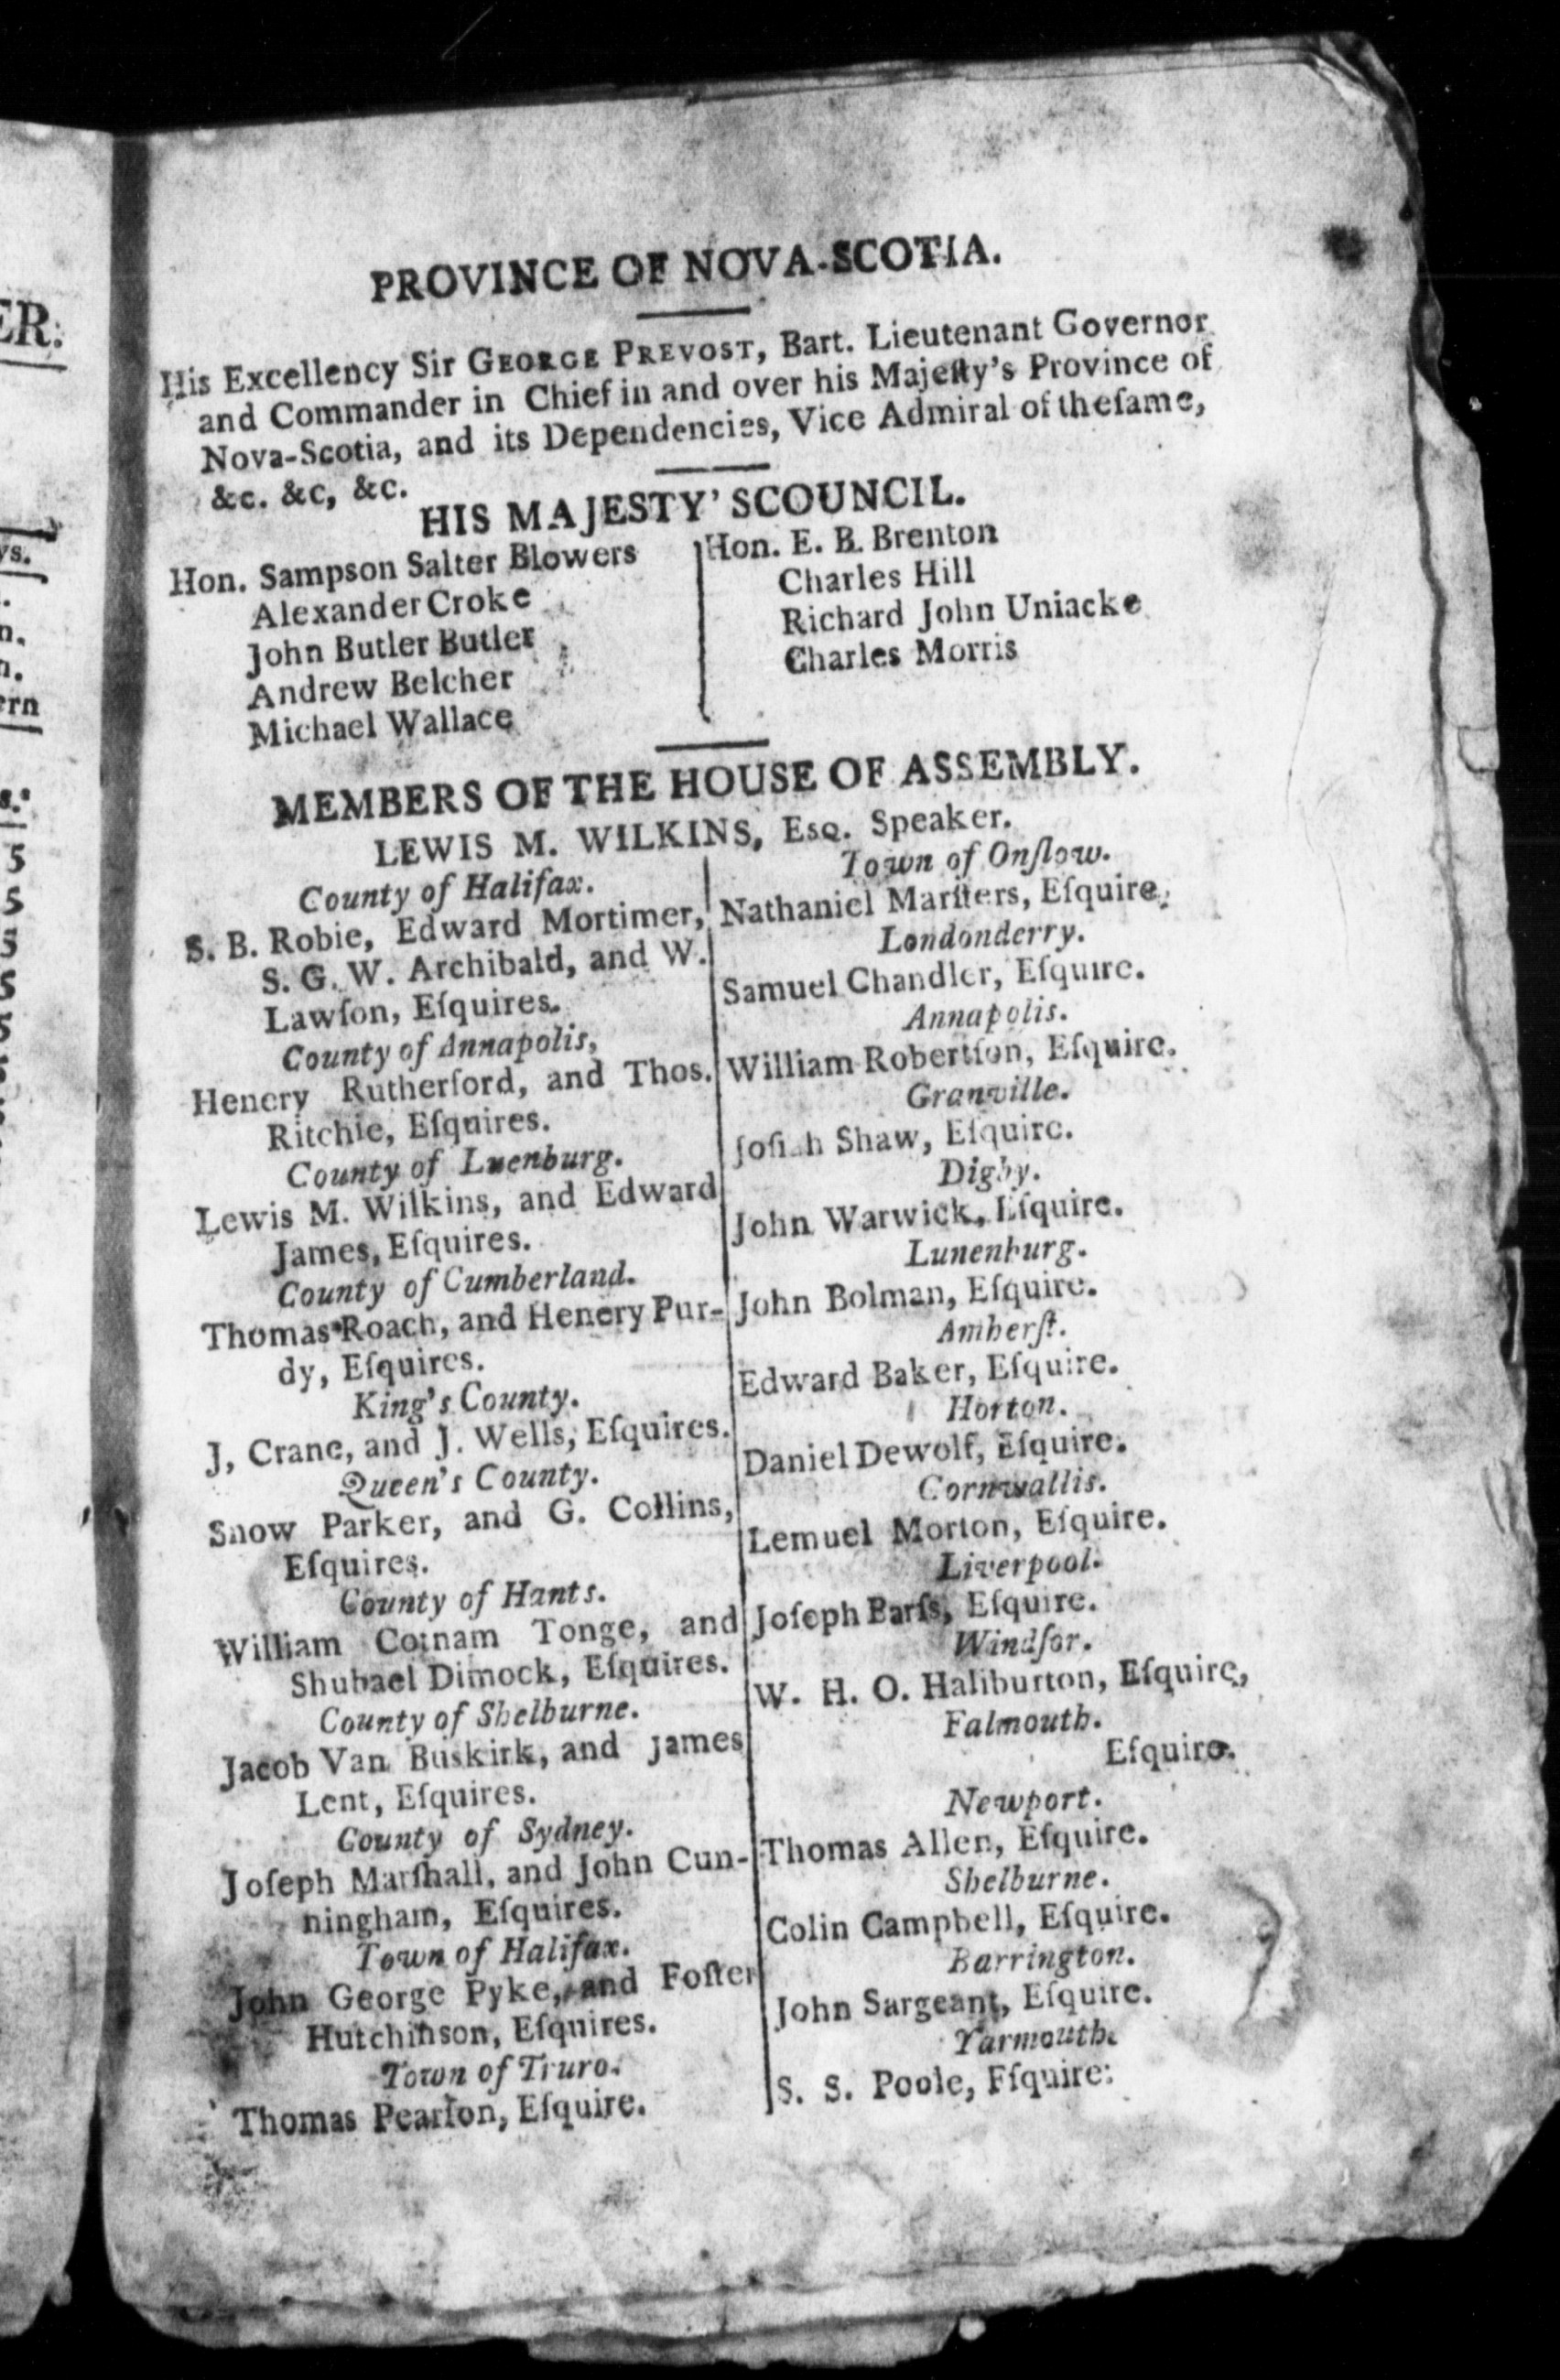 ER.
ys.
n.
n.
ern
s.
5
5
5
5
5
PROVINCE OF NOVA-SCOTIA.
His Excellency Sir GEORGE PREVOST, Bart. Lieutenant Governor
and Commander in Chief in and over his Majeſty's Province of
Nova-Scotia, and its Dependencies, Vice Admiral of theſame,
&c. &c, &c.
HIS MAJESTY'SCOUNCIL.
Hon. Sampson Salter Blowers
Alexander Croke
John Butler Butler
Andrew Belcher
Michael Wallace
Hon. E. B. Brenton
Charles Hill
Richard John Uniacke
Charles Morris
MEMBERS OF THE HOUSE OF ASSEMBLY.
LEWIS M. WILKINS, Esq. Speaker.
County of Halifax.
S. B. Robie, Edward Mortimer,
S. G. W. Archibald, and W.
Lawſon, Eſquires.
County of Annapolis,
Henery Rutherford, and Thos.
Ritchie, Eſquires.
County of Luenburg.
Lewis M. Wilkins, and Edward
James, Eſquires.
County of Cumberland.
Thomas Roach, and Henery Pur-
dy, Eſquires.
King's County.
J, Crane, and J. Wells, Eſquires.
Queen's County.
Snow Parker, and G. Collins,
Eſquires.
County of Hants.
William Cotnam Tonge, and
Shubael Dimock, Eſquires.
County of Shelburne.
Jacob Van Buskirk, and James
Lent, Eſquires.
County of Sydney.
Joſeph Marſhall, and John Cun-
ningham, Eſquires.
Town of Halifax.
John George Pyke, and Foſter
Hutchinson, Eſquires.
Town of Truro.
Thomas Pearſon, Eſquire.
Town of Onſlow.
Nathaniel Marſters, Eſquire,
Londonderry.
Samuel Chandler, Eſquire.
Annapolis.
William Robertſon, Eſquire.
Granville.
Joſiah Shaw, Eſquire.
Digby.
John Warwick, Eſquire.
Lunenburg.
John Bolman, Eſquire.
Amherſt.
Edward Baker, Eſquire.
Horton.
Daniel Dewolf, Eſquire.
Cornwallis.
Lemuel Morton, Eſquire.
Liverpool.
Joſeph Barſs, Eſquire.
Windſor.
W. H. O. Haliburton, Eſquire,
Falmouth.
Eſquire.
Newport.
Thomas Allen, Eſquire.
Shelburne.
Colin Campbell, Eſquire.
Barrington.
John Sargeant, Eſquire.
Yarmouth.
S. S. Poole, Fſquire: